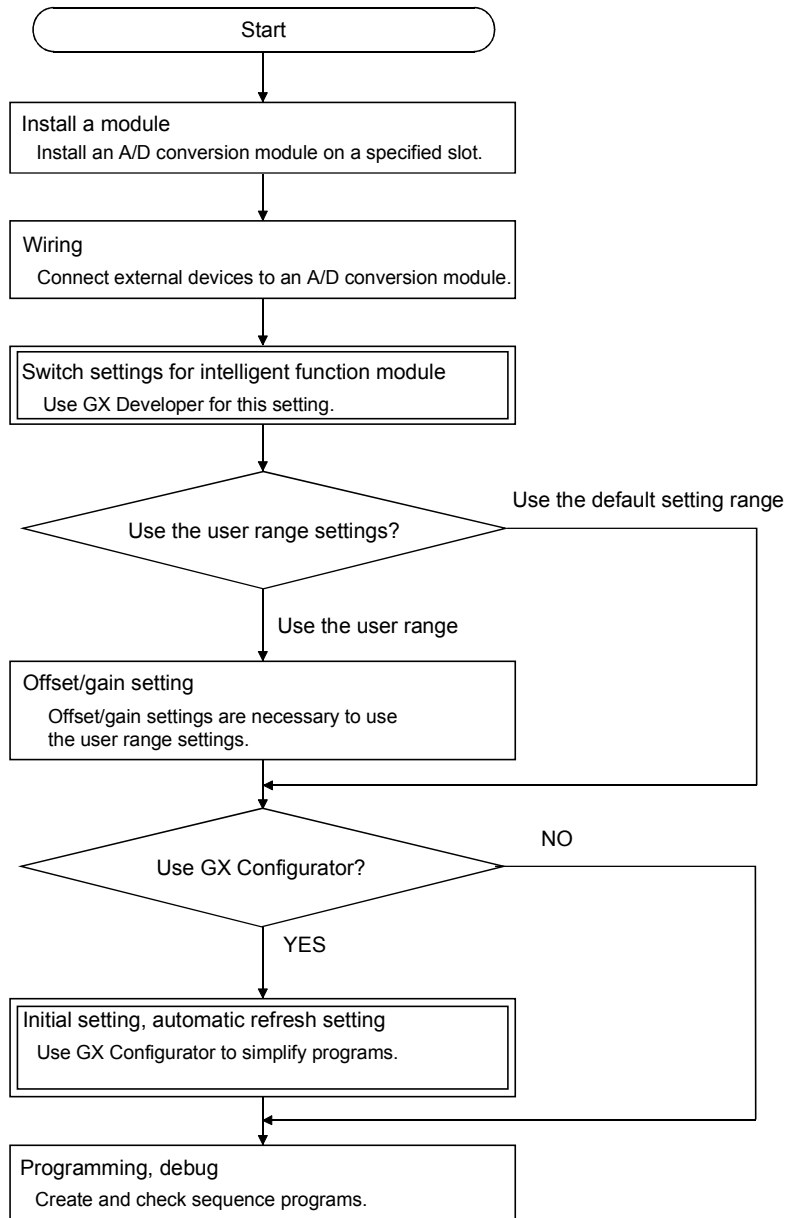 Start
Install a module
Install an A/D conversion module on a specified slot.
Wiring
Connect external devices to an A/D conversion module.
Switch settings for intelligent function module
Use GX Developer for this setting.
Use the default setting range
Use the user range settings?
Use the user range
Offset/gain setting
Offset/gain settings are necessary to use
the user range settings.
NO
Use GX Configurator?
YES
Initial setting, automatic refresh setting
Use GX Configurator to simplify programs.
Programming, debug
Create and check sequence programs.